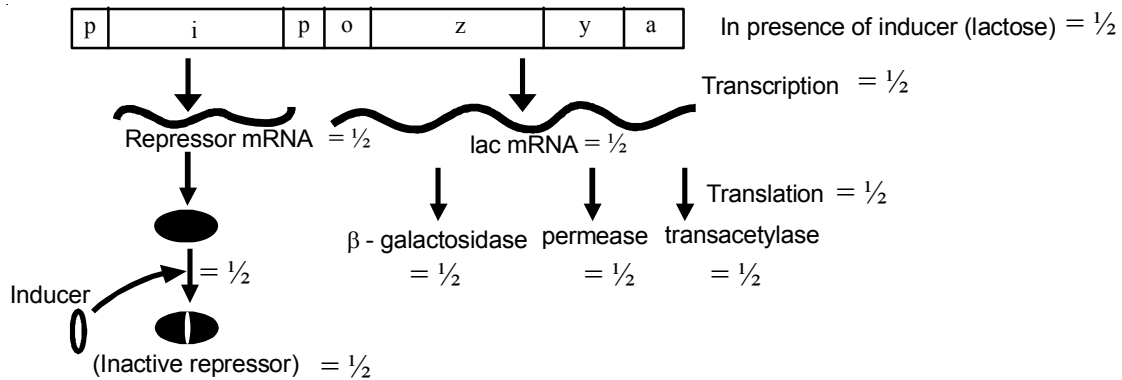 p i p o z y a In presence of inducer (lactose) = ½
Transcription = ½
Repressor mRNA = ½ lac mRNA = ½
Translation = ½
β - galactosidase permease transacetylase
= ½ = ½ = ½
= ½
Inducer
(Inactive repressor) = ½